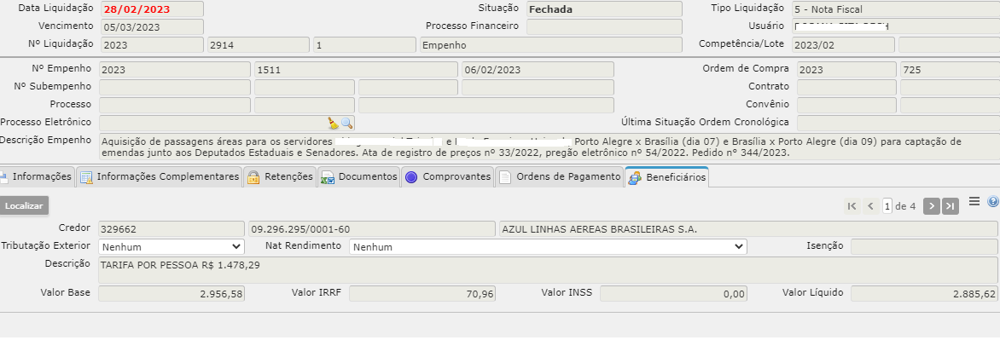 Data Liquidação 28/02/2023 Situação Fechada Tipo Liquidação 5 - Nota Fiscal
Vencimento 05/03/2023 Processo Financeiro Usuário
Nº Liquidação 2023 2914 1 Empenho Competência/Lote 2023/02
Nº Empenho 2023 1511 06/02/2023 Ordem de Compra 2023 725
Nº Subempenho Contrato
Processo Convênio
Processo Eletrônico Última Situação Ordem Cronológica
Descrição Empenho Aquisição de passagens áreas para os servidores e Porto Alegre x Brasília (dia 07) e Brasília x Porto Alegre (dia 09) para captação de
emendas junto aos Deputados Estaduais e Senadores. Ata de registro de preços nº 33/2022, pregão eletrônico nº 54/2022. Pedido n° 344/2023.
Informações Informações Complementares Retenções Documentos Comprovantes Ordens de Pagamento Beneficiários
Localizar 1 de 4
Credor 329662 09.296.295/0001-60 AZUL LINHAS AEREAS BRASILEIRAS S.A.
Tributação Exterior Nenhum Nat Rendimento Nenhum Isenção
Descrição TARIFA POR PESSOA R$ 1.478,29
Valor Base 2.956,58 Valor IRRF 70,96 Valor INSS 0,00 Valor Líquido 2.885,62